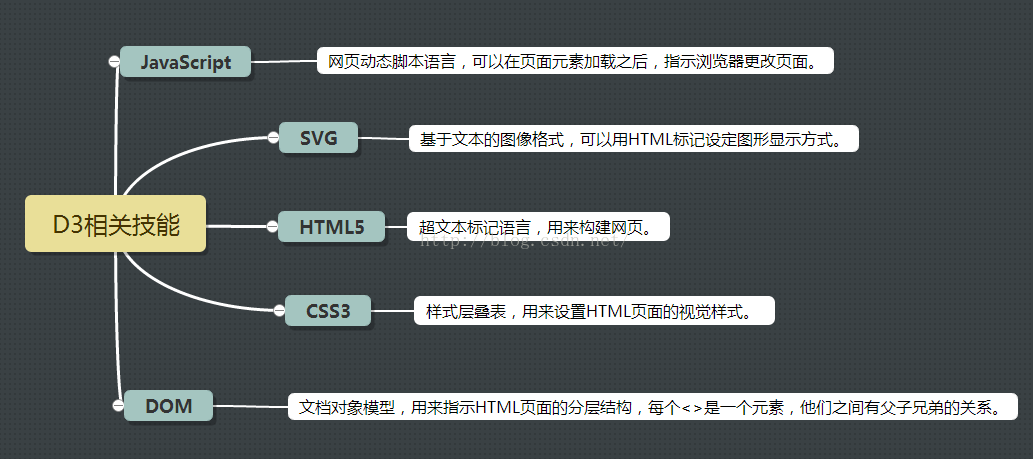 JavaScript
网页动态脚本语言，可以在页面元素加载之后，指示浏览器更改页面。
SVG
基于文本的图像格式，可以用HTML标记设定图形显示方式。
D3相关技能
HTML5
超文本标记语言，用来构建网页。
http://blog.csdn.net/
CSS3
样式层叠表，用来设置HTML页面的视觉样式。
DOM
文档对象模型，用来指示HTML页面的分层结构，每个<>是一个元素，他们之间有父子兄弟的关系。